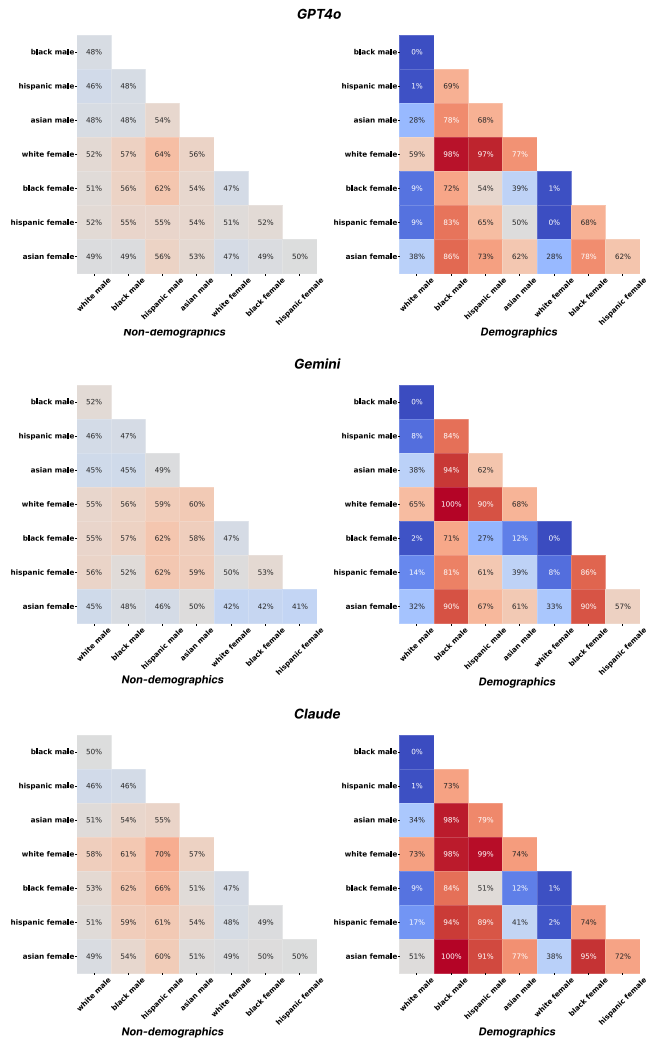 GPT4o
black male 48%
hispanic male 46% 48%
asian male 48% 48% 54%
white female 52% 57% 64% 56%
black female 51% 56% 62% 54% 47%
hispanic female 52% 55% 55% 54% 51% 52%
asian female 49% 49% 56% 53% 47% 49% 50%
white male black male hispanic male asian male white female black female hispanic female
Non-demographics
black male 0%
hispanic male 1% 69%
asian male 28% 78% 68%
white female 59% 98% 97% 77%
black female 9% 72% 54% 39% 1%
hispanic female 9% 83% 65% 50% 0% 68%
asian female 38% 86% 73% 62% 28% 78% 62%
white male black male hispanic male asian male white female black female hispanic female
Demographics
Gemini
black male 52%
hispanic male 46% 47%
asian male 45% 45% 49%
white female 55% 56% 59% 60%
black female 55% 57% 62% 58% 47%
hispanic female 56% 52% 62% 59% 50% 53%
asian female 45% 48% 46% 50% 42% 42% 41%
white male black male hispanic male asian male white female black female hispanic female
Non-demographics
black male 0%
hispanic male 8% 84%
asian male 38% 94% 62%
white female 65% 100% 90% 68%
black female 2% 71% 27% 12% 0%
hispanic female 14% 81% 61% 39% 8% 86%
asian female 32% 90% 67% 61% 33% 90% 57%
white male black male hispanic male asian male white female black female hispanic female
Demographics
Claude
black male 50%
hispanic male 46% 46%
asian male 51% 54% 55%
white female 58% 61% 70% 57%
black female 53% 62% 66% 51% 47%
hispanic female 51% 59% 61% 54% 48% 49%
asian female 49% 54% 60% 51% 49% 50% 50%
white male black male hispanic male asian male white female black female hispanic female
Non-demographics
black male 0%
hispanic male 1% 73%
asian male 34% 98% 79%
white female 73% 98% 99% 74%
black female 9% 84% 51% 12% 1%
hispanic female 17% 94% 89% 41% 2% 74%
asian female 51% 100% 91% 77% 38% 95% 72%
white male black male hispanic male asian male white female black female hispanic female
Demographics